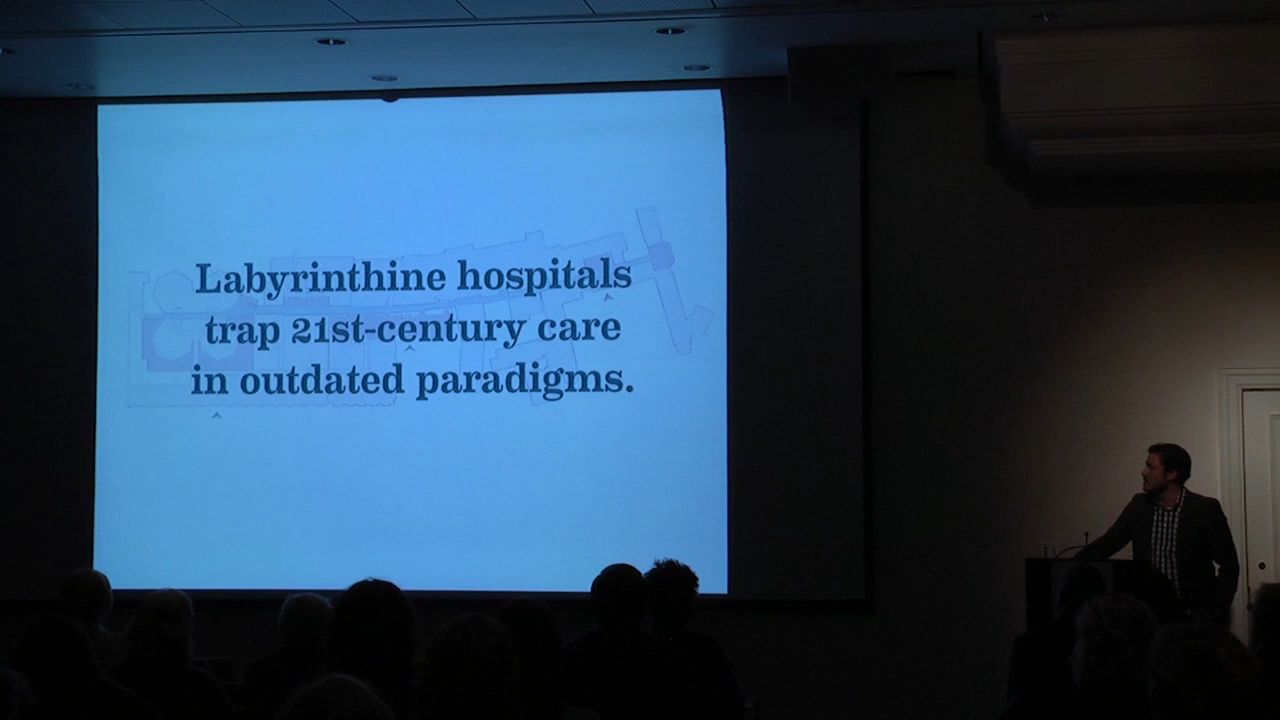 Labyrinthine hospitals
trap 21st-century care
in outdated paradigms.